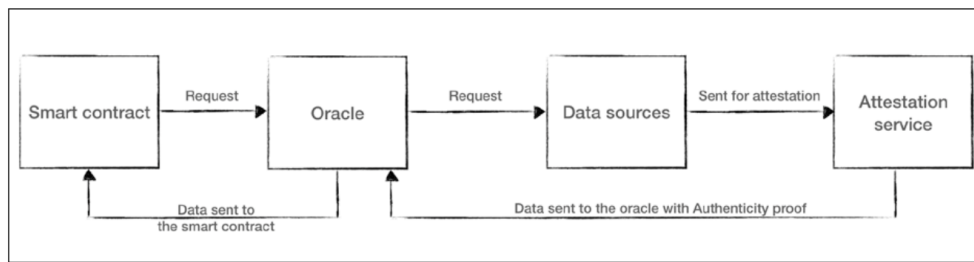 Smart contract
Request
Oracle
Request
Data sources
Sent for attestation
Attestation
service
Data sent to
the smart contract
Data sent to the oracle with Authenticity proof